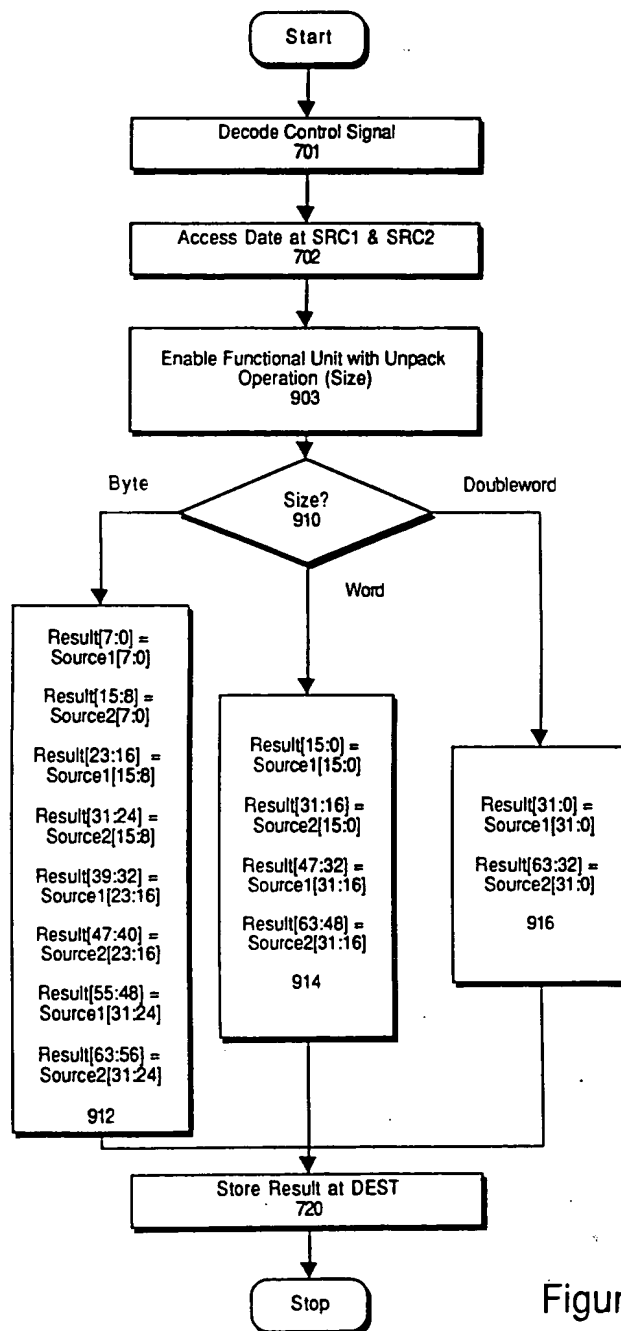 Start
Decode Control Signal
701
Access Date at SRC1 & SRC2
702
Enable Functional Unit with Unpack
Operation (Size)
903
Byte
Size?
910
Doubleword
Word
Result[7:0] =
Source1[7:0]
Result[15:8] =
Source2[7:0]
Result[23:16] =
Source1[15:8]
Result[31:24] =
Source2[15:8]
Result[39:32] =
Source1[23:16]
Result[47:40] =
Source2[23:16]
Result[55:48] =
Source1[31:24]
Result[63:56] =
Source2[31:24]
912
Result[15:0] =
Source1[15:0]
Result[31:16] =
Source2[15:0]
Result[47:32] =
Source1[31:16]
Result[63:48] =
Source2[31:16]
914
Result[31:0] =
Source1[31:0]
Result[63:32] =
Source2[31:0]
916
Store Result at DEST
720
Stop
Figur